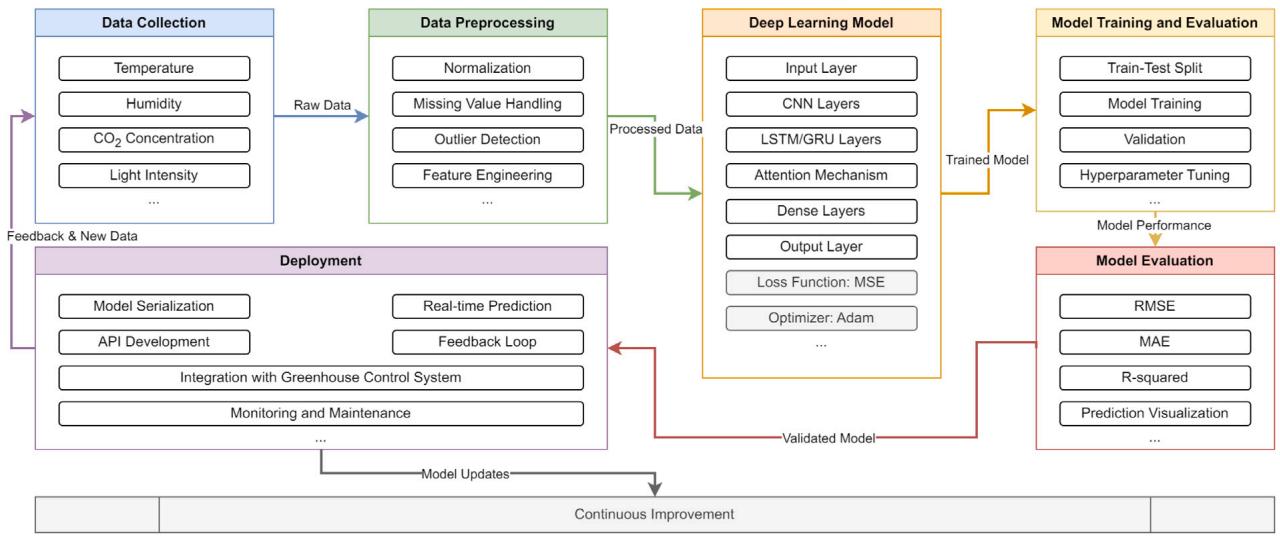 Data Collection
Temperature
Humidity
CO2 Concentration
Light Intensity
...
Raw Data
Data Preprocessing
Normalization
Missing Value Handling
Outlier Detection
Feature Engineering
...
Processed Data
Deep Learning Model
Input Layer
CNN Layers
LSTM/GRU Layers
Attention Mechanism
Dense Layers
Output Layer
Loss Function: MSE
Optimizer: Adam
...
Trained Model
Model Training and Evaluation
Train-Test Split
Model Training
Validation
Hyperparameter Tuning
...
Model Performance
Model Evaluation
RMSE
MAE
R-squared
Prediction Visualization
...
Validated Model
Deployment
Model Serialization
Real-time Prediction
API Development
Feedback Loop
Integration with Greenhouse Control System
Monitoring and Maintenance
...
Feedback & New Data
Model Updates
Continuous Improvement